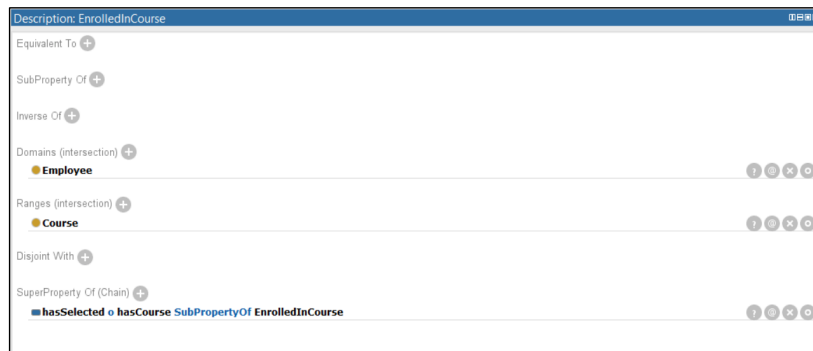 Description: EnrolledInCourse
Equivalent To
SubProperty Of
Inverse Of
Domains (intersection)
Employee
Ranges (intersection)
Course
Disjoint With
SuperProperty Of (Chain)
hasSelected o hasCourse SubPropertyOf EnrolledInCourse